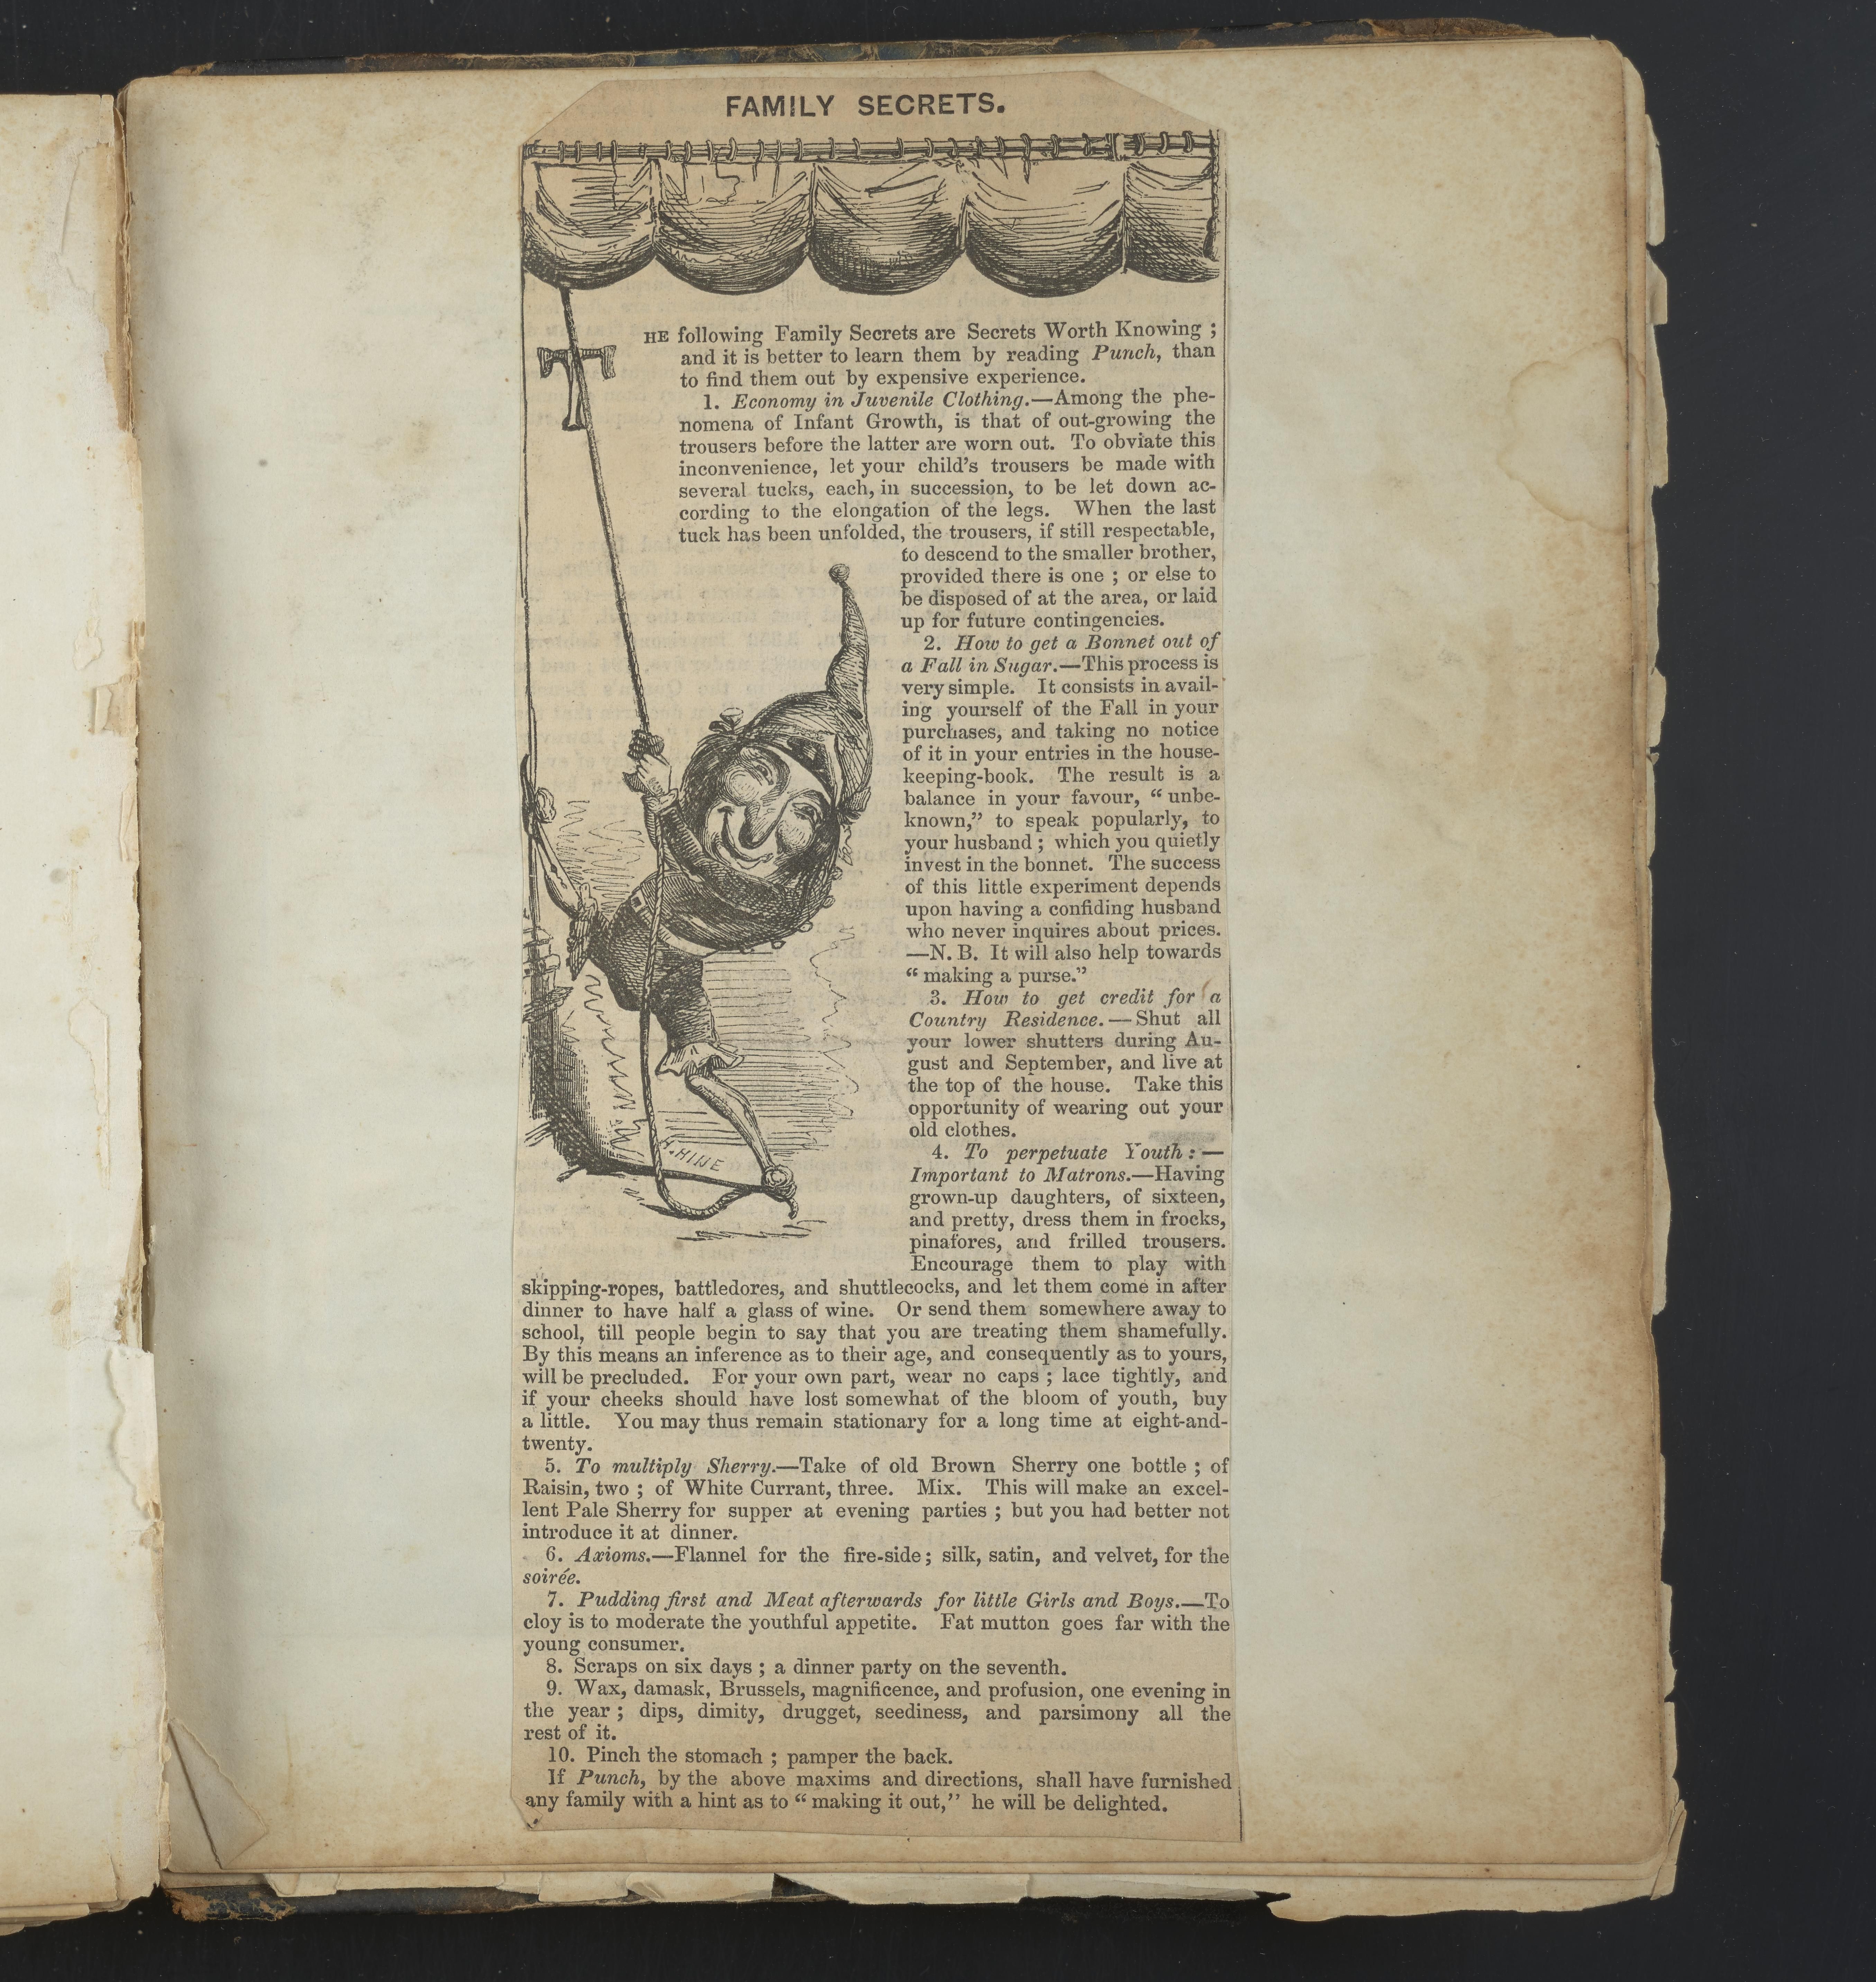 FAMILY SECRETS.
THE following Family Secrets are Secrets Worth Knowing ;
and it is better to learn them by reading Punch, than
to find them out by expensive experience.
1. Economy in Juvenile Clothing.—Among the phe-
nomena of Infant Growth, is that of out-growing the
trousers before the latter are worn out. To obviate this
inconvenience, let your child's trousers be made with
several tucks, each, in succession, to be let down ac-
cording to the elongation of the legs. When the last
tuck has been unfolded, the trousers, if still respectable,
to descend to the smaller brother,
provided there is one ; or else to
be disposed of at the area, or laid
up for future contingencies.
2. How to get a Bonnet out of
a Fall in Sugar.—This process is
very simple. It consists in avail-
ing yourself of the Fall in your
purchases, and taking no notice
of it in your entries in the house-
keeping-book. The result is a
balance in your favour, “ unbe-
known,” to speak popularly, to
your husband ; which you quietly
invest in the bonnet. The success
of this little experiment depends
upon having a confiding husband
who never inquires about prices.
—N. B. It will also help towards
“ making a purse.”
3. How to get credit for a
Country Residence.—Shut all
your lower shutters during Au-
gust and September, and live at
the top of the house. Take this
opportunity of wearing out your
old clothes.
4. To perpetuate Youth : —
Important to Matrons.—Having
grown-up daughters, of sixteen,
and pretty, dress them in frocks,
pinafores, and frilled trousers.
Encourage them to play with
H. HINE
skipping-ropes, battledores, and shuttlecocks, and let them come in after
dinner to have half a glass of wine. Or send them somewhere away to
school, till people begin to say that you are treating them shamefully.
By this means an inference as to their age, and consequently as to yours,
will be precluded. For your own part, wear no caps ; lace tightly, and
if your cheeks should have lost somewhat of the bloom of youth, buy
a little. You may thus remain stationary for a long time at eight-and-
twenty.
5. To multiply Sherry.—Take of old Brown Sherry one bottle ; of
Raisin, two ; of White Currant, three. Mix. This will make an excel-
lent Pale Sherry for supper at evening parties ; but you had better not
introduce it at dinner.
6. Axioms.—Flannel for the fire-side ; silk, satin, and velvet, for the
soirée.
7. Pudding first and Meat afterwards for little Girls and Boys.—To
cloy is to moderate the youthful appetite. Fat mutton goes far with the
young consumer.
8. Scraps on six days ; a dinner party on the seventh.
9. Wax, damask, Brussels, magnificence, and profusion, one evening in
the year ; dips, dimity, drugget, seediness, and parsimony all the
rest of it.
10. Pinch the stomach ; pamper the back.
If Punch, by the above maxims and directions, shall have furnished
any family with a hint as to “ making it out,” he will be delighted.